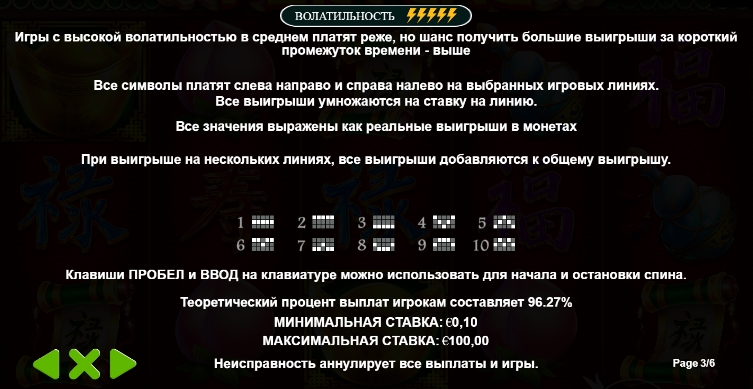 ВОЛАТИЛЬНОСТЬ
Игры с высокой волатильностью в среднем платят реже, но шанс получить большие выигрыши за короткий
промежуток времени - выше
Все символы платят слева направо и справа налево на выбранных игровых линиях.
Все выигрыши умножаются на ставку на линию.
Все значения выражены как реальные выигрыши в монетах
При выигрыше на нескольких линиях, все выигрыши добавляются к общему выигрышу.
1 2 3 4 5
6 7 8 9 10
Клавиши ПРОБЕЛ и ВВОД на клавиатуре можно использовать для начала и остановки спина.
Теоретический процент выплат игрокам составляет 96.27%
МИНИМАЛЬНАЯ СТАВКА: €0,10
МАКСИМАЛЬНАЯ СТАВКА: €100,00
Неисправность аннулирует все выплаты и игры.
Page 3/6